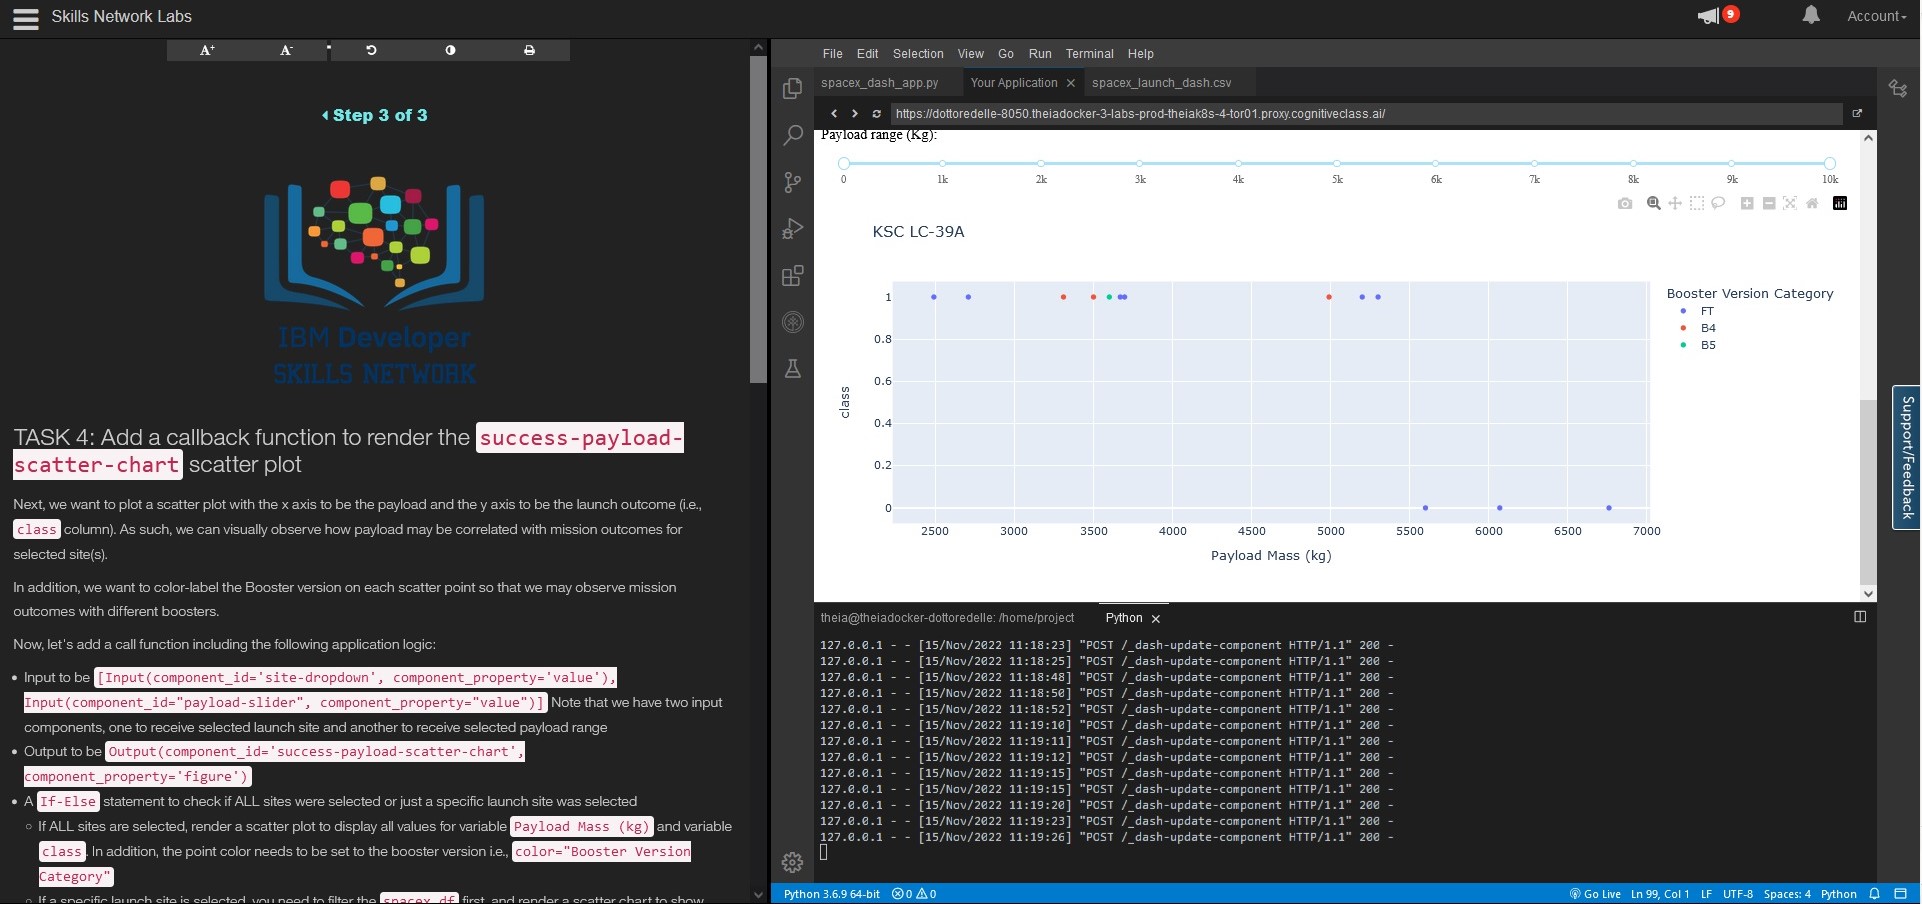 Skills Network Labs
9
Account
A+
A-
Step 3 of 3
IBM Developer
SKILLS NETWORK
TASK 4: Add a callback function to render the success-payload-
scatter-chart scatter plot
Next, we want to plot a scatter plot with the x axis to be the payload and the y axis to be the launch outcome (i.e.,
class column). As such, we can visually observe how payload may be correlated with mission outcomes for
selected site(s).
In addition, we want to color-label the Booster version on each scatter point so that we may observe mission
outcomes with different boosters.
Now, let's add a call function including the following application logic:
• Input to be [Input(component_id='site-dropdown', component_property='value'),
Input(component_id="payload-slider", component_property="value")] Note that we have two input
components, one to receive selected launch site and another to receive selected payload range
• Output to be Output(component_id='success-payload-scatter-chart',
component_property='figure')
• A If-Else statement to check if ALL sites were selected or just a specific launch site was selected
○ If ALL sites are selected, render a scatter plot to display all values for variable Payload Mass (kg) and variable
class. In addition, the point color needs to be set to the booster version i.e., color="Booster Version
Category"
○ If a specific launch site is selected, you need to filter the spacex_df first, and render a scatter chart to show
File Edit Selection View Go Run Terminal Help
spacex_dash_app.py Your Application × spacex_launch_dash.csv
https://dottoredelle-8050.theiadocker-3-labs-prod-theiak8s-4-tor01.proxy.cognitiveclass.ai/
Payload range (Kg):
0 1k 2k 3k 4k 5k 6k 7k 8k 9k 10k
KSC LC-39A
Booster Version Category
FT
B4
B5
1
0.8
0.6
0.4
0.2
0
class
2500 3000 3500 4000 4500 5000 5500 6000 6500 7000
Payload Mass (kg)
theia@theiadocker-dottoredelle: /home/project Python ×
127.0.0.1 - - [15/Nov/2022 11:18:23] "POST /_dash-update-component HTTP/1.1" 200 -
127.0.0.1 - - [15/Nov/2022 11:18:25] "POST /_dash-update-component HTTP/1.1" 200 -
127.0.0.1 - - [15/Nov/2022 11:18:48] "POST /_dash-update-component HTTP/1.1" 200 -
127.0.0.1 - - [15/Nov/2022 11:18:50] "POST /_dash-update-component HTTP/1.1" 200 -
127.0.0.1 - - [15/Nov/2022 11:18:52] "POST /_dash-update-component HTTP/1.1" 200 -
127.0.0.1 - - [15/Nov/2022 11:19:10] "POST /_dash-update-component HTTP/1.1" 200 -
127.0.0.1 - - [15/Nov/2022 11:19:11] "POST /_dash-update-component HTTP/1.1" 200 -
127.0.0.1 - - [15/Nov/2022 11:19:12] "POST /_dash-update-component HTTP/1.1" 200 -
127.0.0.1 - - [15/Nov/2022 11:19:15] "POST /_dash-update-component HTTP/1.1" 200 -
127.0.0.1 - - [15/Nov/2022 11:19:15] "POST /_dash-update-component HTTP/1.1" 200 -
127.0.0.1 - - [15/Nov/2022 11:19:20] "POST /_dash-update-component HTTP/1.1" 200 -
127.0.0.1 - - [15/Nov/2022 11:19:23] "POST /_dash-update-component HTTP/1.1" 200 -
127.0.0.1 - - [15/Nov/2022 11:19:26] "POST /_dash-update-component HTTP/1.1" 200 -
Support/Feedback
Python 3.6.9 64-bit 0 0 Go Live Ln 99, Col 1 LF UTF-8 Spaces: 4 Python